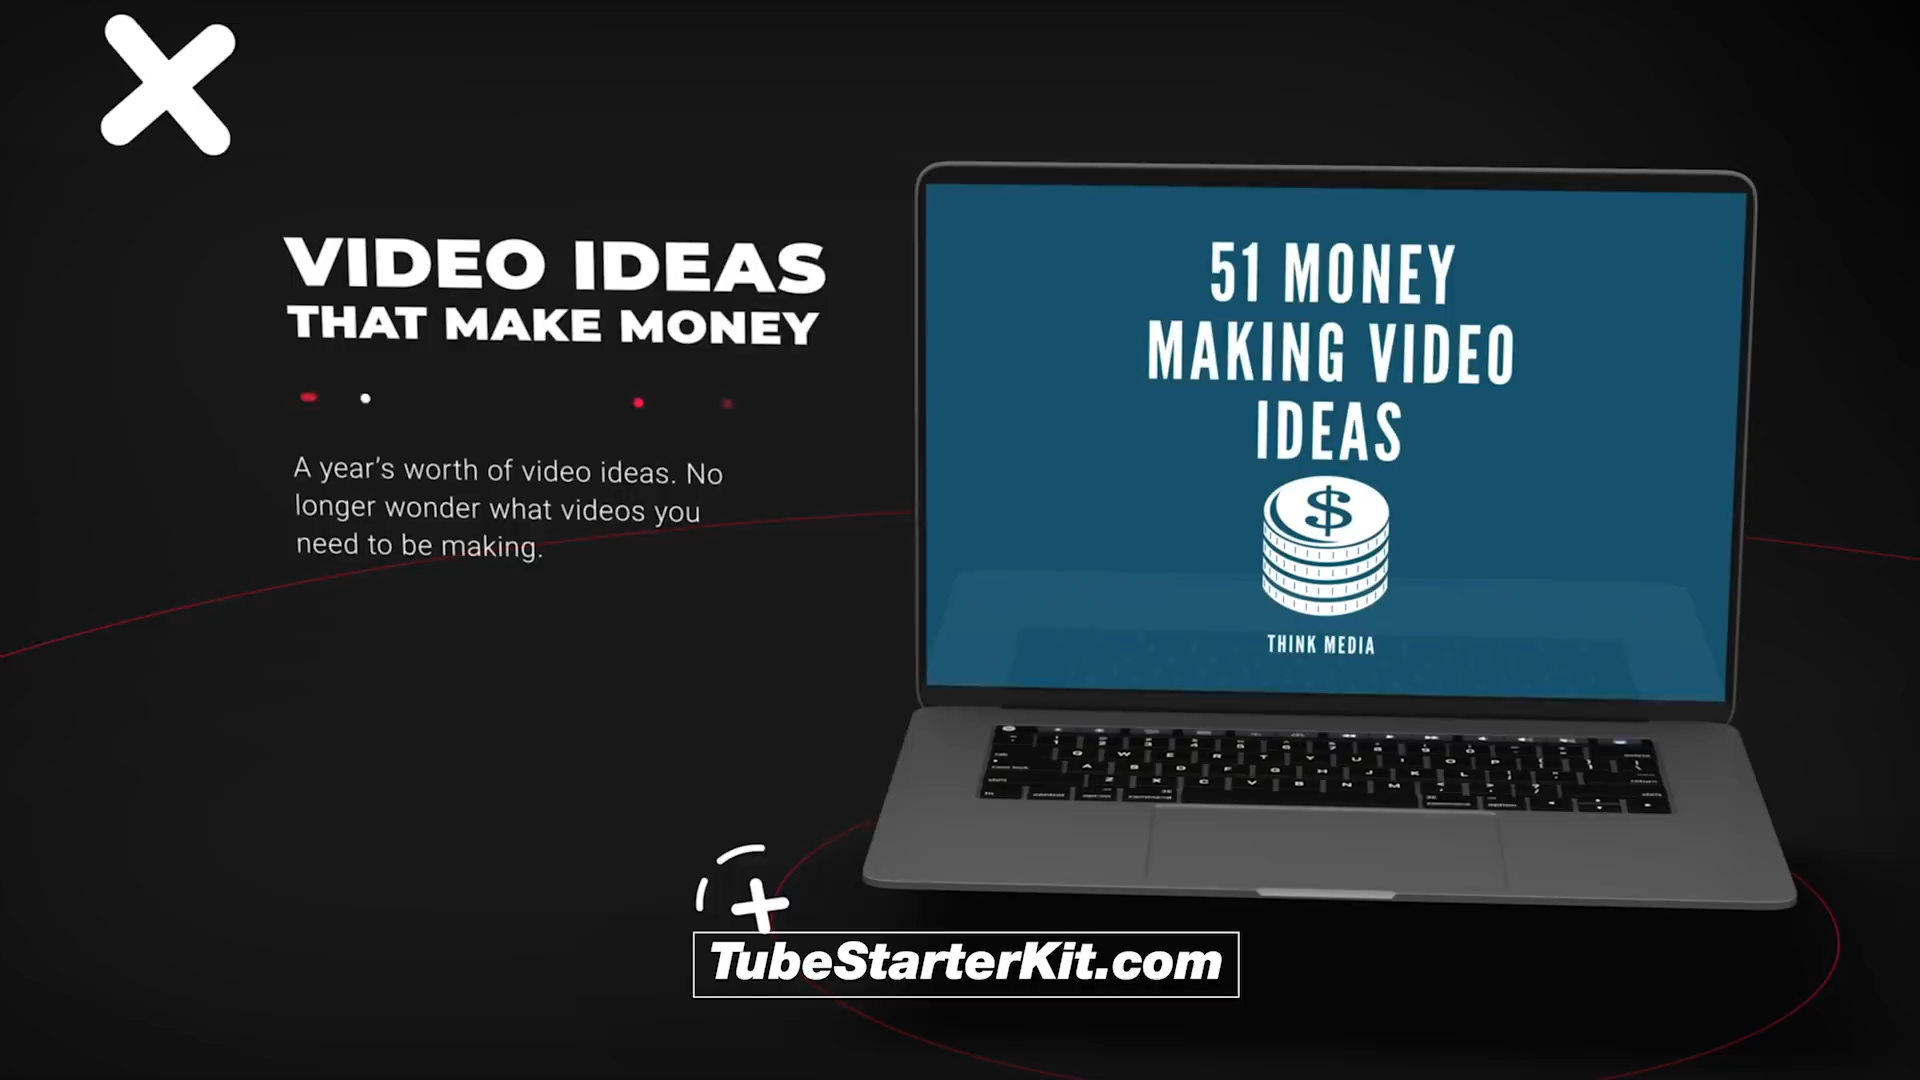 VIDEO IDEAS
THAT MAKE MONEY
A year’s worth of video ideas. No
longer wonder what videos you
need to be making.
51 MONEY
MAKING VIDEO
IDEAS
$
THINK MEDIA
TubeStarterKit.com